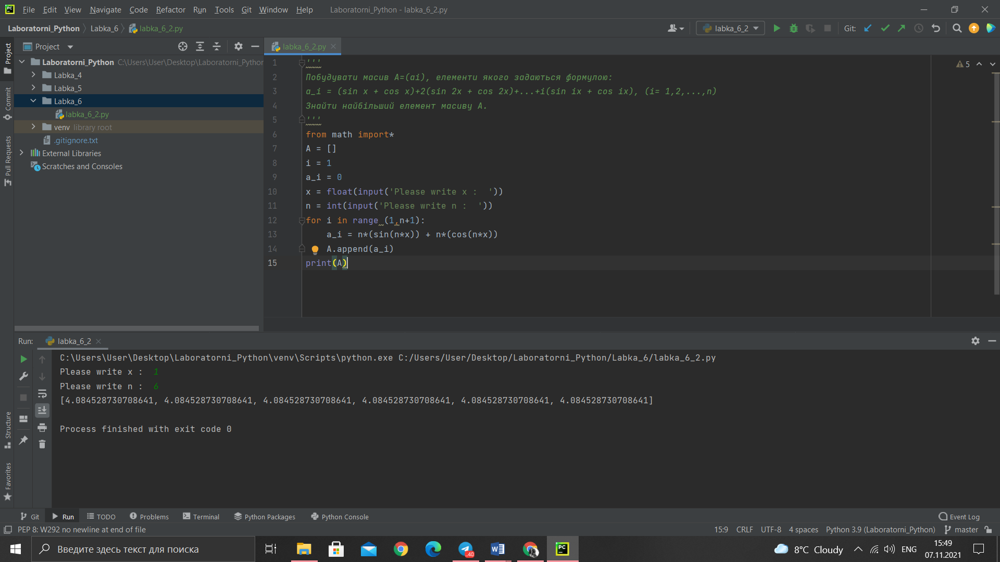 File Edit View Navigate Code Refactor Run Tools Git Window Help Laboratorni_Python - labka_6_2.py
Laboratorni_Python Labka_6 labka_6_2.py labka_6_2 Git:
Project
labka_6_2.py
Laboratorni_Python C:\Users\User\Desktop\Laboratorni_Python
Labka_4
Labka_5
Labka_6
labka_6_2.py
venv library root
.gitignore.txt
External Libraries
Scratches and Consoles
Project
Commit
Pull Requests
Structure
Favorites
5
1 '''
2 Побудувати масив A=(ai), елементи якого задаються формулою:
3 a_i = (sin x + cos x)+2(sin 2x + cos 2x)+...+i(sin ix + cos ix), (i= 1,2,...,n)
4 Знайти найбільший елемент масиву А.
5 '''
6 from math import*
7 A = []
8 i = 1
9 a_i = 0
10 x = float(input('Please write x :  '))
11 n = int(input('Please write n :  '))
12 for i in range (1,n+1):
13 a_i = n*(sin(n*x)) + n*(cos(n*x))
14 A.append(a_i)
15 print(A)
Run: labka_6_2
C:\Users\User\Desktop\Laboratorni_Python\venv\Scripts\python.exe C:/Users/User/Desktop/Laboratorni_Python/Labka_6/labka_6_2.py
Please write x :  1
Please write n :  6
[4.084528730708641, 4.084528730708641, 4.084528730708641, 4.084528730708641, 4.084528730708641, 4.084528730708641]
Process finished with exit code 0
Git Run TODO Problems Terminal Python Packages Python Console Event Log
PEP 8: W292 no newline at end of file 15:9 CRLF UTF-8 4 spaces Python 3.9 (Laboratorni_Python) master
Введите здесь текст для поиска 8°C Cloudy ENG 15:49
07.11.2021